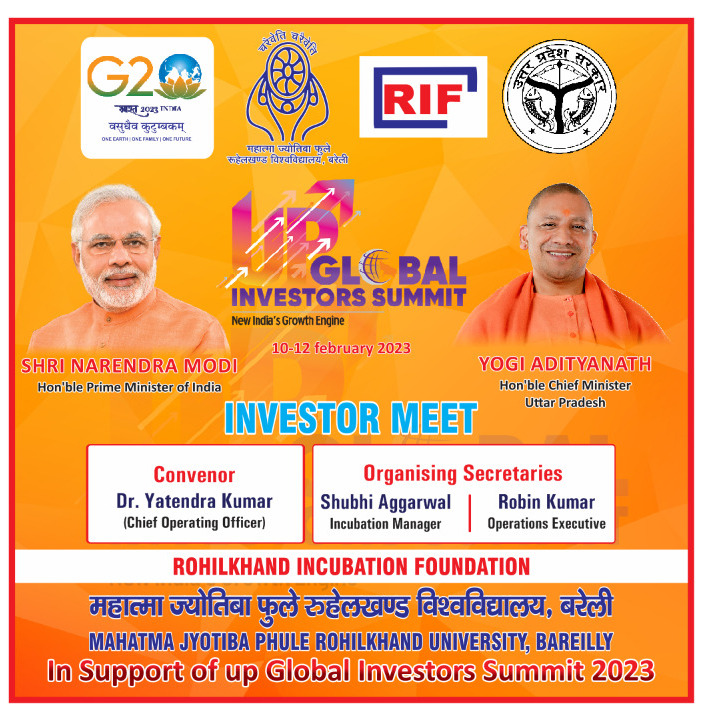 G20
भारत 2023 INDIA
वसुधैव कुटुम्बकम्
ONE EARTH | ONE FAMILY | ONE FUTURE
चरैवेति चरैवेति
महात्मा ज्योतिबा फुले
रुहेलखण्ड विश्वविद्यालय, बरेली
RIF
उत्तर प्रदेश सरकार
UP
GLOBAL
INVESTORS SUMMIT
New India's Growth Engine
10-12 february 2023
SHRI NARENDRA MODI
Hon'ble Prime Minister of India
YOGI ADITYANATH
Hon'ble Chief Minister
Uttar Pradesh
INVESTOR MEET
Convenor
Dr. Yatendra Kumar
(Chief Operating Officer)
Organising Secretaries
Shubhi Aggarwal
Incubation Manager
Robin Kumar
Operations Executive
ROHILKHAND INCUBATION FOUNDATION
महात्मा ज्योतिबा फुले रुहेलखण्ड विश्वविद्यालय, बरेली
MAHATMA JYOTIBA PHULE ROHILKHAND UNIVERSITY, BAREILLY
In Support of up Global Investors Summit 2023